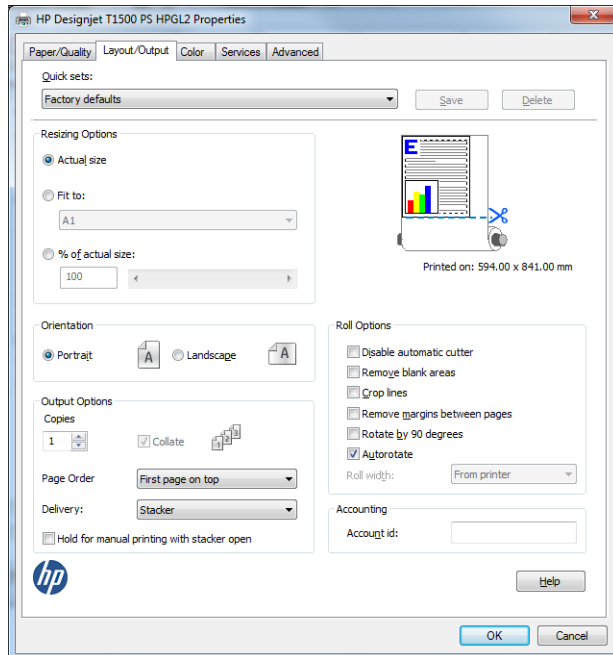 HP Designjet T1500 PS HPGL2 Properties
Paper/Quality Layout/Output Color Services Advanced
Quick sets:
Factory defaults Save Delete
Resizing Options
Actual size
Fit to:
A1
% of actual size:
100
E
Printed on: 594.00 x 841.00 mm
Orientation
Portrait A Landscape A
Output Options
Copies
1 Collate 1 2 3
Page Order First page on top
Delivery: Stacker
Hold for manual printing with stacker open
Roll Options
Disable automatic cutter
Remove blank areas
Crop lines
Remove margins between pages
Rotate by 90 degrees
Autorotate
Roll width: From printer
Accounting
Account id:
hp
Help
OK Cancel